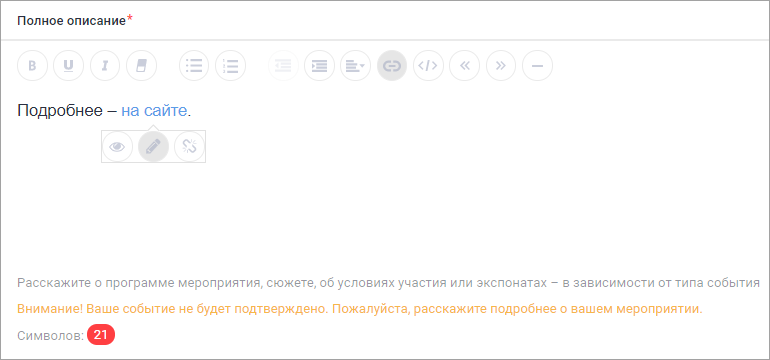 Полное описание*
B U I </> « » —
Подробнее – на сайте.
Расскажите о программе мероприятия, сюжете, об условиях участия или экспонатах – в зависимости от типа события
Внимание! Ваше событие не будет подтверждено. Пожалуйста, расскажите подробнее о вашем мероприятии.
Символов: 21